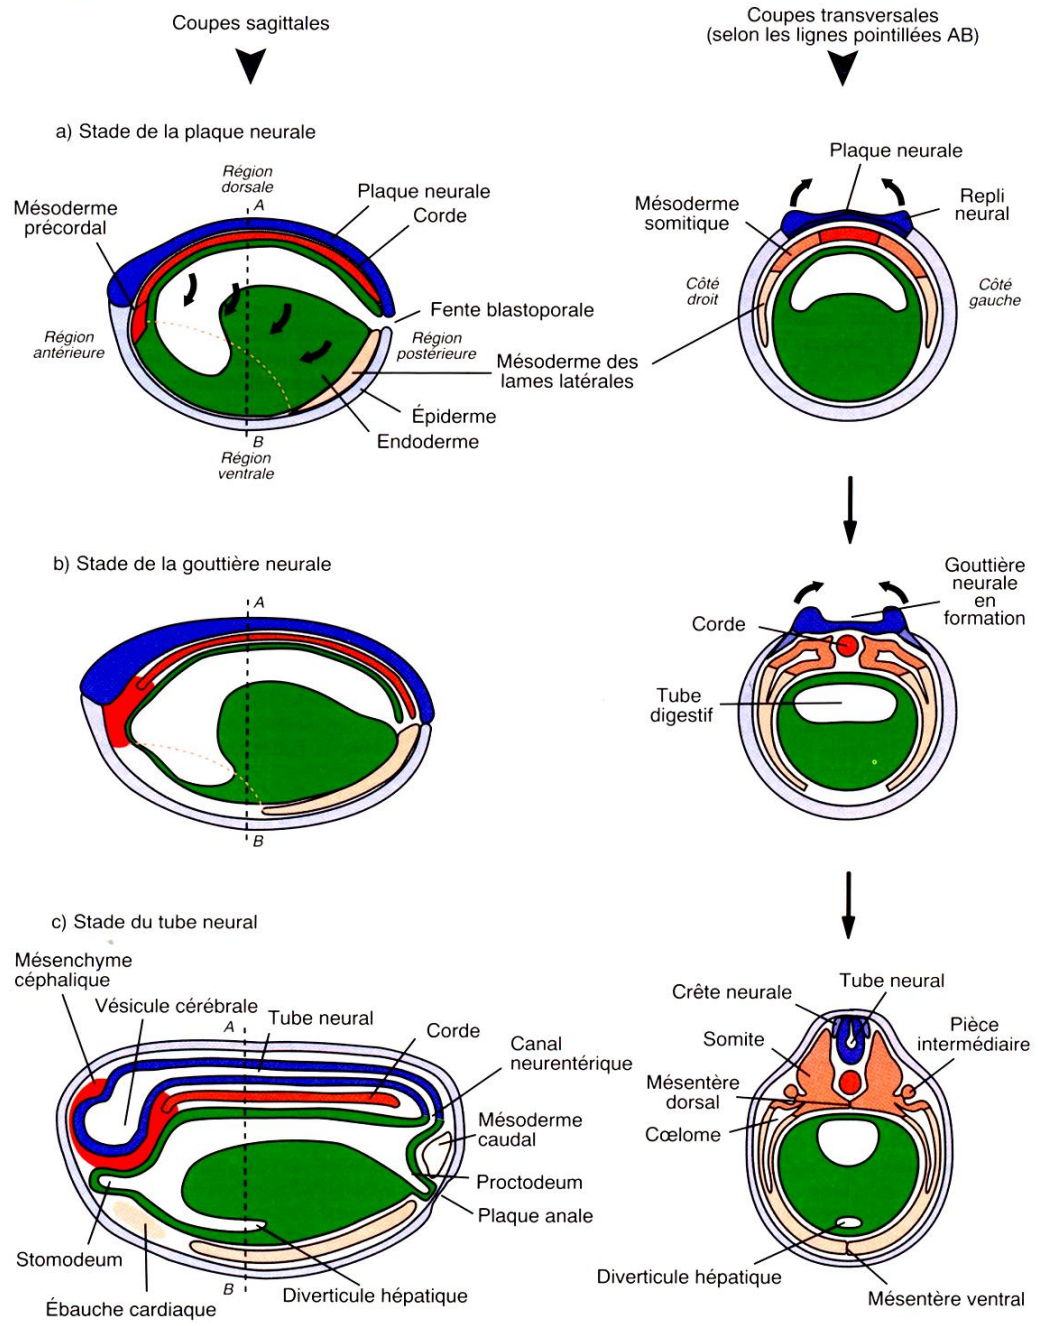 Coupes sagittales
Coupes transversales
(selon les lignes pointillées AB)
a) Stade de la plaque neurale
Région
dorsale
A
Plaque neurale
Corde
Mésoderme
précordal
Région
antérieure
Fente blastoporale
Région
postérieure
Mésoderme des
lames latérales
Épiderme
Endoderme
B
Région
ventrale
Plaque neurale
Mésoderme
somitique
Repli
neural
Côté
droit
Côté
gauche
b) Stade de la gouttière neurale
A
B
Gouttière
neurale
en
formation
Corde
Tube
digestif
c) Stade du tube neural
Mésenchyme
céphalique
Vésicule cérébrale
A
Tube neural
Corde
Canal
neurentérique
Mésoderme
caudal
Proctodeum
Plaque anale
Stomodeum
Ébauche cardiaque
B
Diverticule hépatique
Crête neurale
Tube neural
Somite
Pièce
intermédiaire
Mésentère
dorsal
Cœlome
Diverticule hépatique
Mésentère ventral